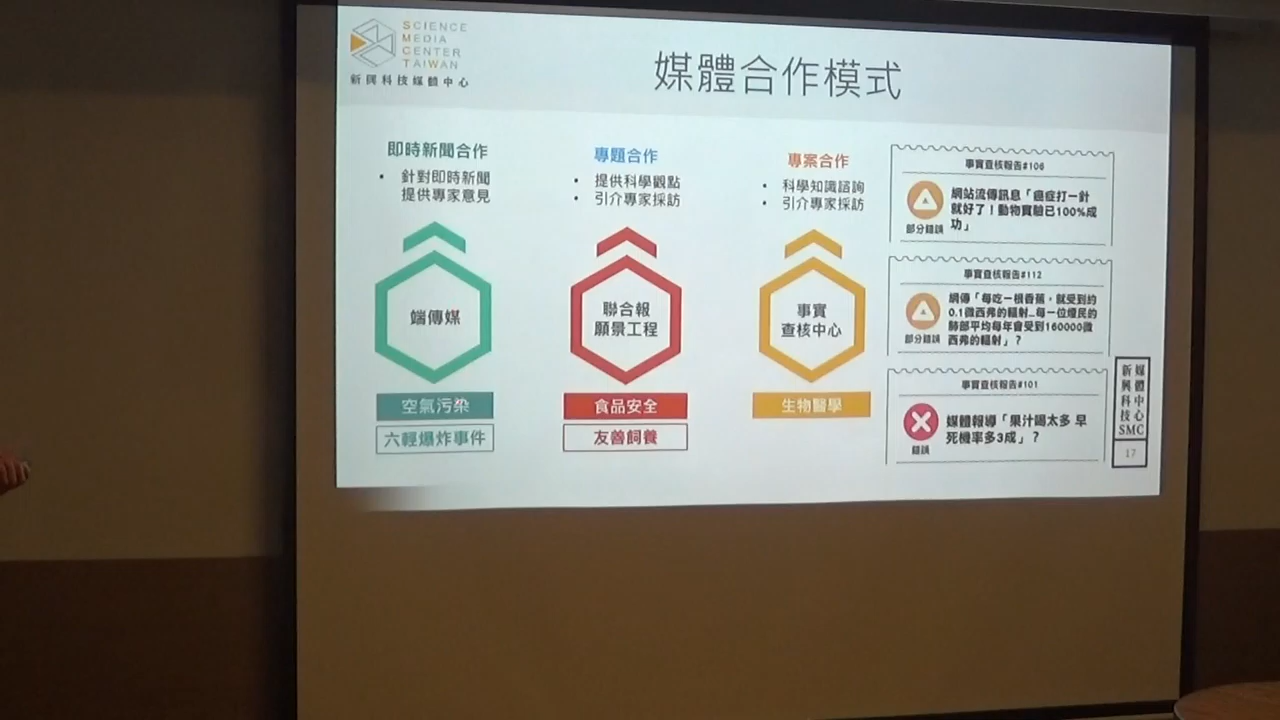 SCIENCE
MEDIA
CENTER
TAIWAN
新興科技媒體中心
媒體合作模式
即時新聞合作
• 針對即時新聞
提供專家意見
端傳媒
空氣污染
六輕爆炸事件
專題合作
• 提供科學觀點
• 引介專家採訪
聯合報
願景工程
食品安全
友善飼養
專案合作
• 科學知識諮詢
• 引介專家採訪
事實
查核中心
生物醫學
事實查核報告#106
部分錯誤
網站流傳訊息「癌症打一針
就好了！動物實驗已100%成
功」
事實查核報告#112
部分錯誤
網傳「每吃一根香蕉，就受到約
0.1微西弗的輻射…每一位煙民的
肺部平均每年會受到160000微
西弗的輻射」？
事實查核報告#101
錯誤
媒體報導「果汁喝太多 早
死機率多3成」？
新興科技
媒體中心
SMC
17